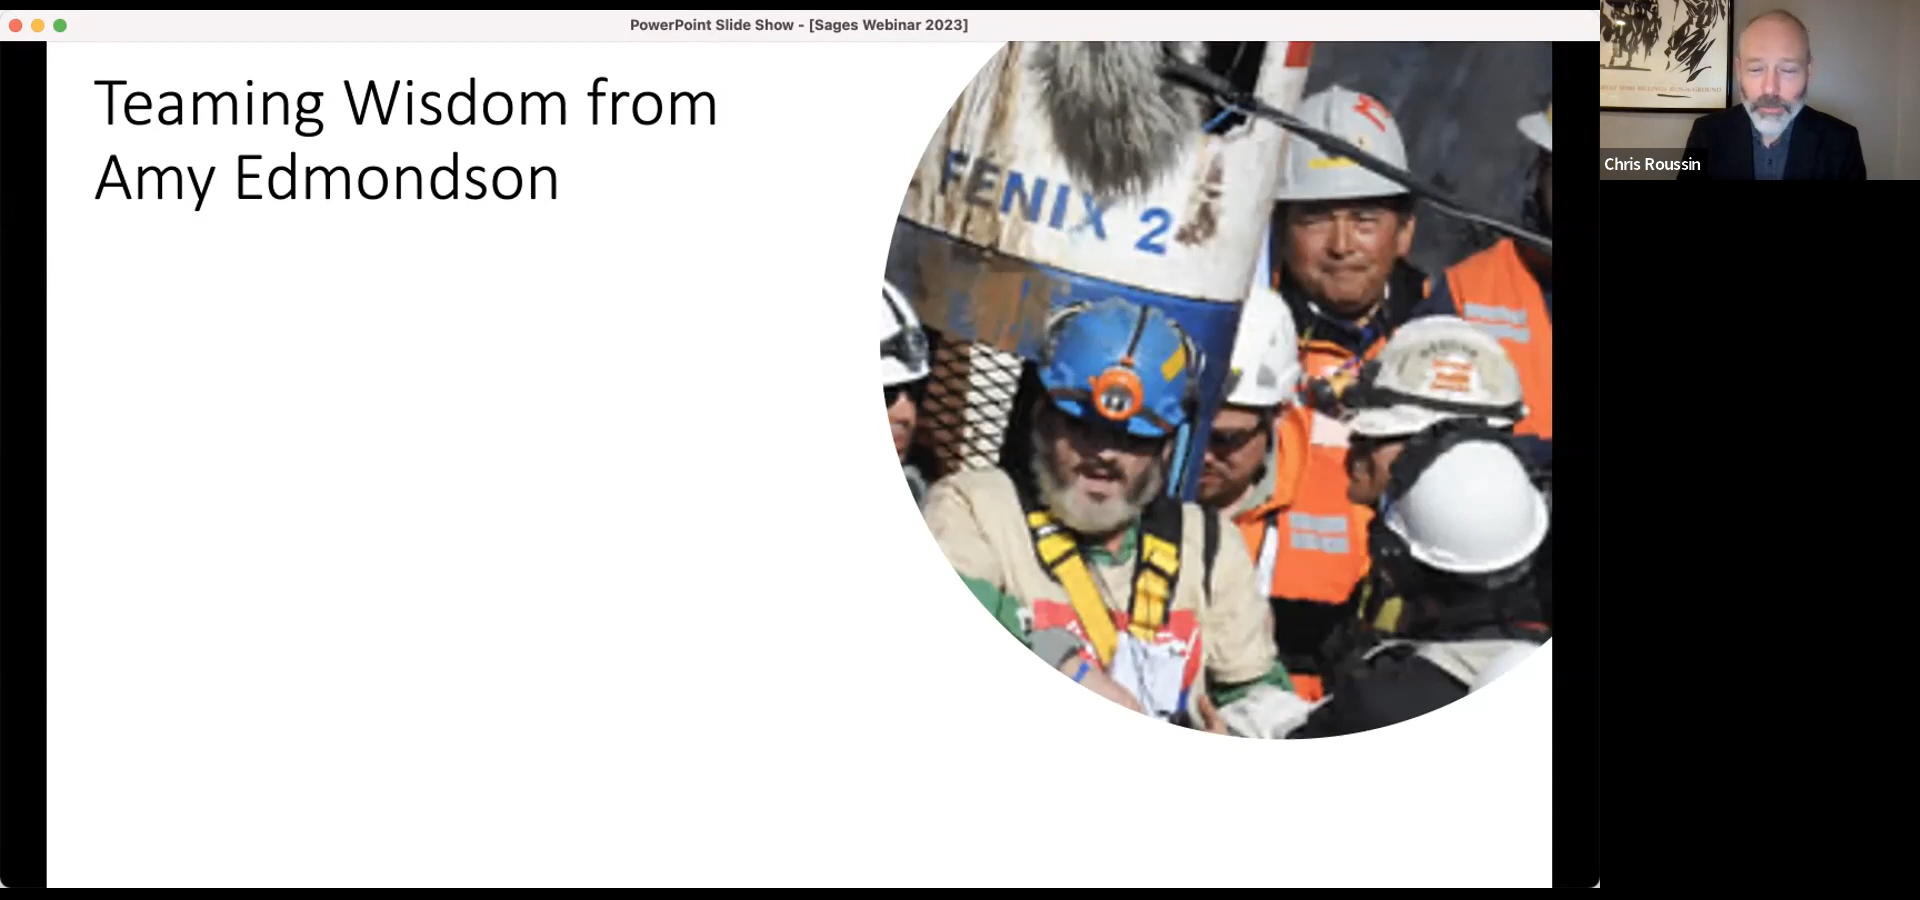 PowerPoint Slide Show - [Sages Webinar 2023]
Teaming Wisdom from
Amy Edmondson
FENIX 2
Chris Roussin